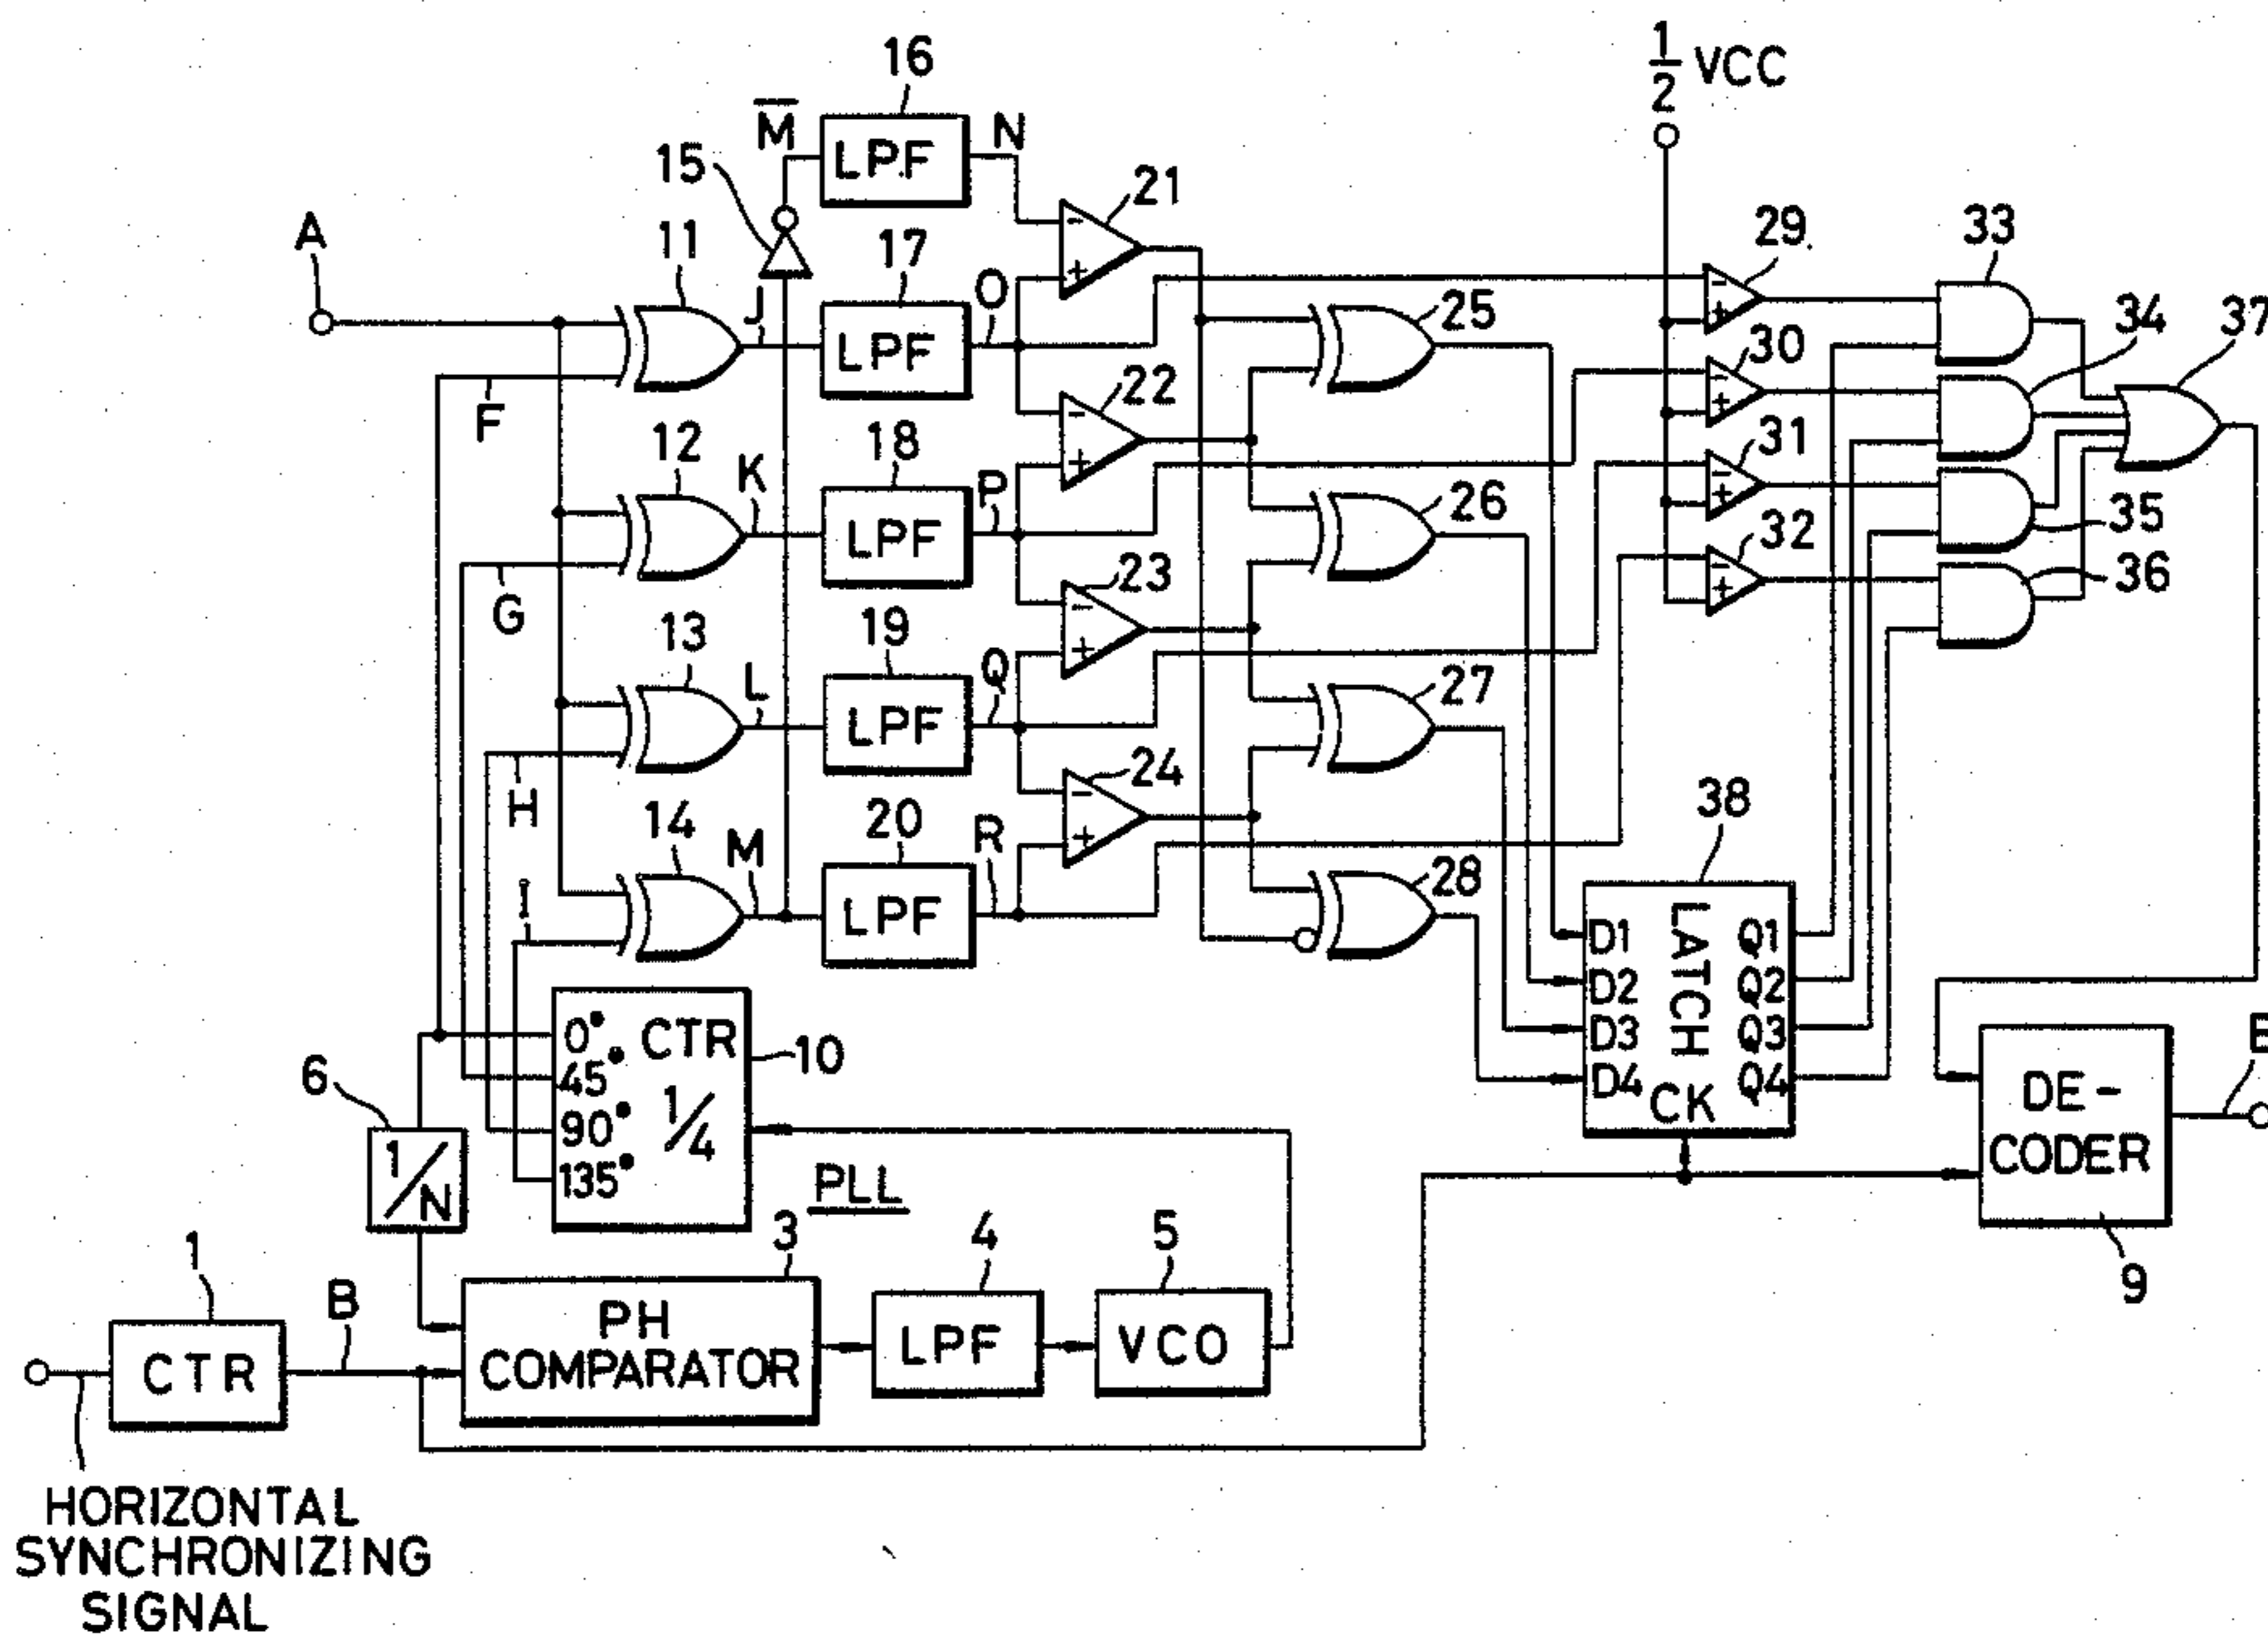 1/2 VCC
16
M̅
LPF
N
15
21
A
11
17
29
33
J
LPF
O
25
34
37
F
22
30
12
18
31
K
LPF
P
26
35
32
G
23
36
13
19
L
LPF
Q
27
H
24
14
20
38
M
LPF
R
28
I
D1 LATCH Q1
D2 Q2
D3 Q3
D4 Q4
CK
0° CTR
10
45°
1/4
90°
135°
6
1/N
DE-
CODER
E
9
PLL
1
B
3
4
5
CTR
PH
COMPARATOR
LPF
VCO
HORIZONTAL
SYNCHRONIZING
SIGNAL